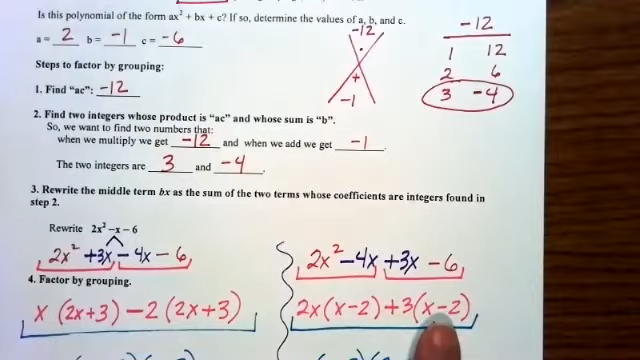 Is this polynomial of the form ax² + bx + c? If so, determine the values of a, b, and c.
a = 2 b = -1 c = -6
Steps to factor by grouping:
1. Find "ac": -12
2. Find two integers whose product is "ac" and whose sum is "b".
So, we want to find two numbers that:
when we multiply we get -12 and when we add we get -1.
The two integers are 3 and -4.
-12
·
+
-1
-12
1 12
2 6
3 -4
3. Rewrite the middle term bx as the sum of the two terms whose coefficients are integers found in
step 2.
Rewrite 2x² – x – 6
2x² +3x – 4x – 6
2x² – 4x + 3x – 6
4. Factor by grouping.
x (2x+3) – 2 (2x+3)
2x(x–2) + 3(x–2)